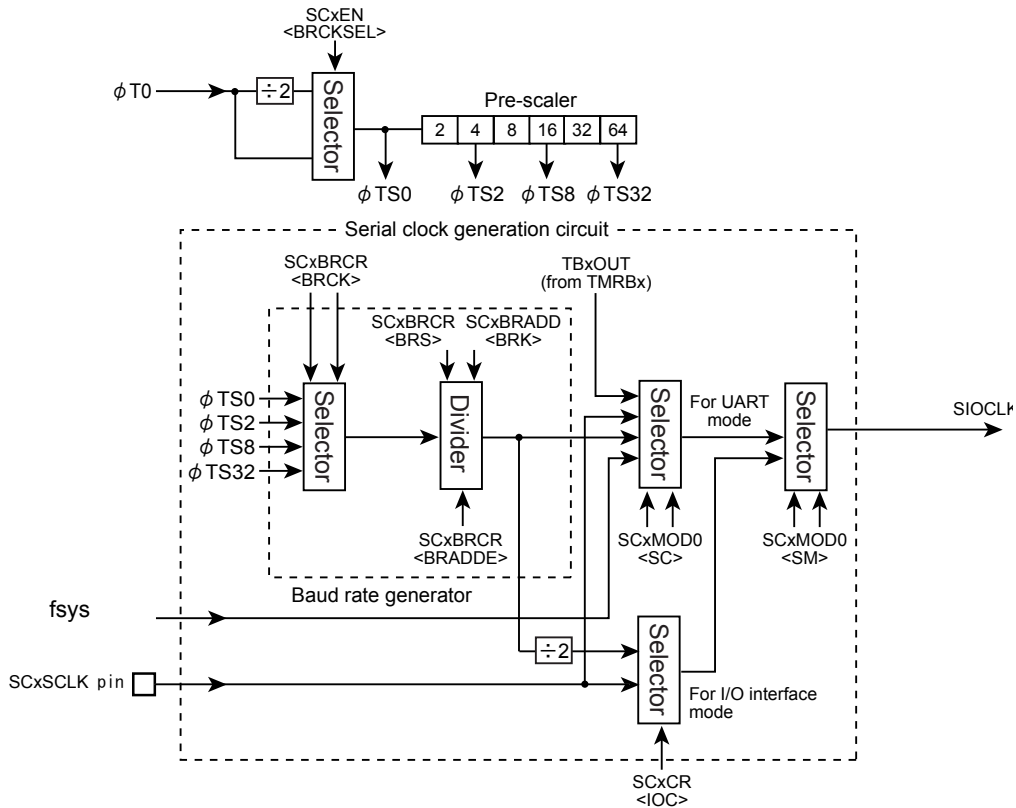 SCxEN
<BRCKSEL>
ϕT0
÷2
Selector
Pre-scaler
2 4 8 16 32 64
ϕTS0 ϕTS2 ϕTS8 ϕTS32
Serial clock generation circuit
SCxBRCR
<BRCK>
TBxOUT
(from TMRBx)
SCxBRCR
<BRS>
SCxBRADD
<BRK>
ϕTS0
ϕTS2
ϕTS8
ϕTS32
Selector
Divider
Selector
For UART
mode
Selector
SIOCLK
SCxBRCR
<BRADDE>
SCxMOD0
<SC>
SCxMOD0
<SM>
Baud rate generator
fsys
÷2
Selector
SCxSCLK pin
For I/O interface
mode
SCxCR
<IOC>